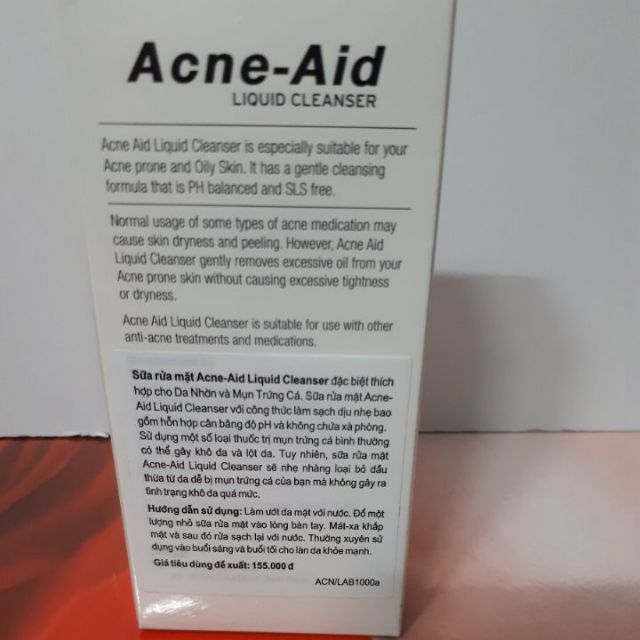 Acne-Aid
LIQUID CLEANSER
Acne Aid Liquid Cleanser is especially suitable for your
Acne prone and Oily Skin. It has a gentle cleansing
formula that is PH balanced and SLS free.
Normal usage of some types of acne medication may
cause skin dryness and peeling. However, Acne Aid
Liquid Cleanser gently removes excessive oil from your
Acne prone skin without causing excessive tightness
or dryness.
Acne Aid Liquid Cleanser is suitable for use with other
anti-acne treatments and medications.
Sữa rửa mặt Acne-Aid Liquid Cleanser đặc biệt thích
hợp cho Da Nhờn và Mụn Trứng Cá. Sữa rửa mặt Acne-
Aid Liquid Cleanser với công thức làm sạch dịu nhẹ bao
gồm hỗn hợp cân bằng độ pH và không chứa xà phòng.
Sử dụng một số loại thuốc trị mụn trứng cá bình thường
có thể gây khô da và lột da. Tuy nhiên, sữa rửa mặt
Acne-Aid Liquid Cleanser sẽ nhẹ nhàng loại bỏ dầu
thừa từ da dễ bị mụn trứng cá của bạn mà không gây ra
tình trạng khô da quá mức.
Hướng dẫn sử dụng: Làm ướt da mặt với nước. Đổ một
lượng nhỏ sữa rửa mặt vào lòng bàn tay. Mát-xa khắp
mặt và sau đó rửa sạch lại với nước. Thường xuyên sử
dụng vào buổi sáng và buổi tối cho làn da khỏe mạnh.
Giá tiêu dùng đề xuất: 155.000 đ
ACN/LAB1000a